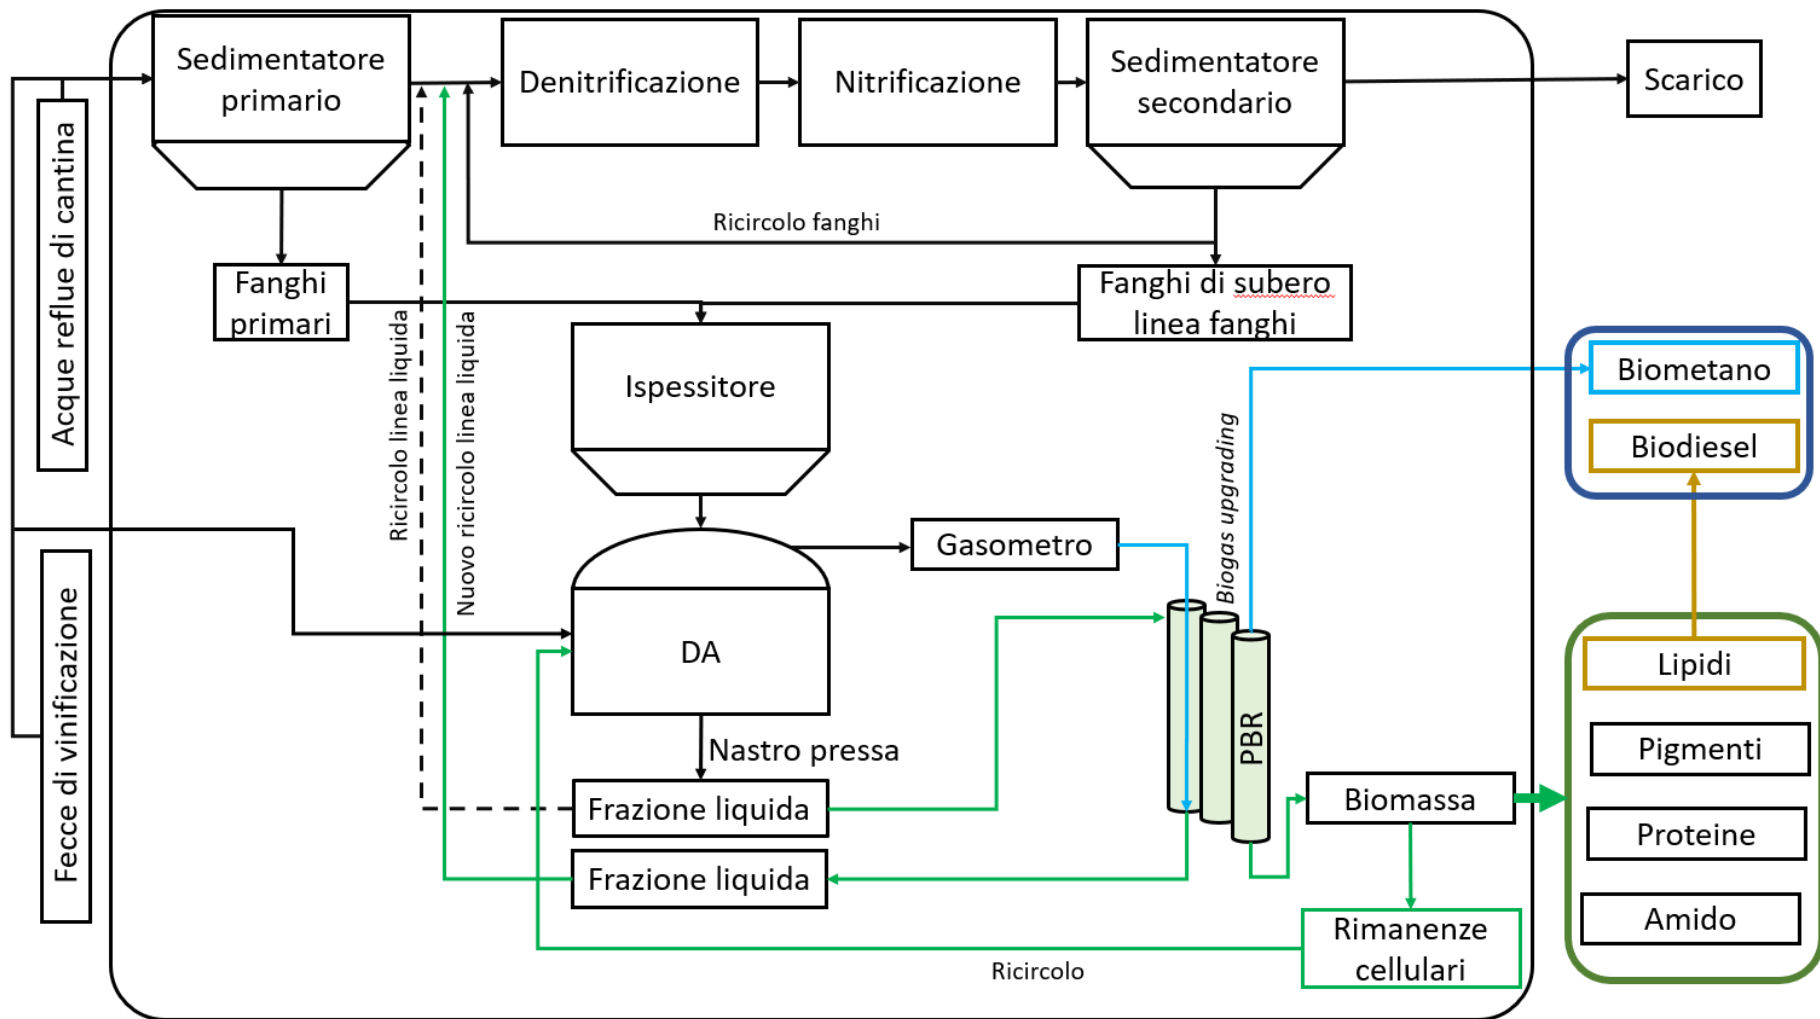 Sedimentatore
primario
Denitrificazione
Nitrificazione
Sedimentatore
secondario
Scarico
Acque reflue di cantina
Ricircolo fanghi
Fanghi
primari
Fanghi di subero
linea fanghi
Ricircolo linea liquida
Nuovo ricircolo linea liquida
Ispessitore
Biogas upgrading
Biometano
Biodiesel
Gasometro
Fecce di vinificazione
DA
PBR
Lipidi
Pigmenti
Proteine
Amido
Nastro pressa
Frazione liquida
Frazione liquida
Biomassa
Rimanenze
cellulari
Ricircolo